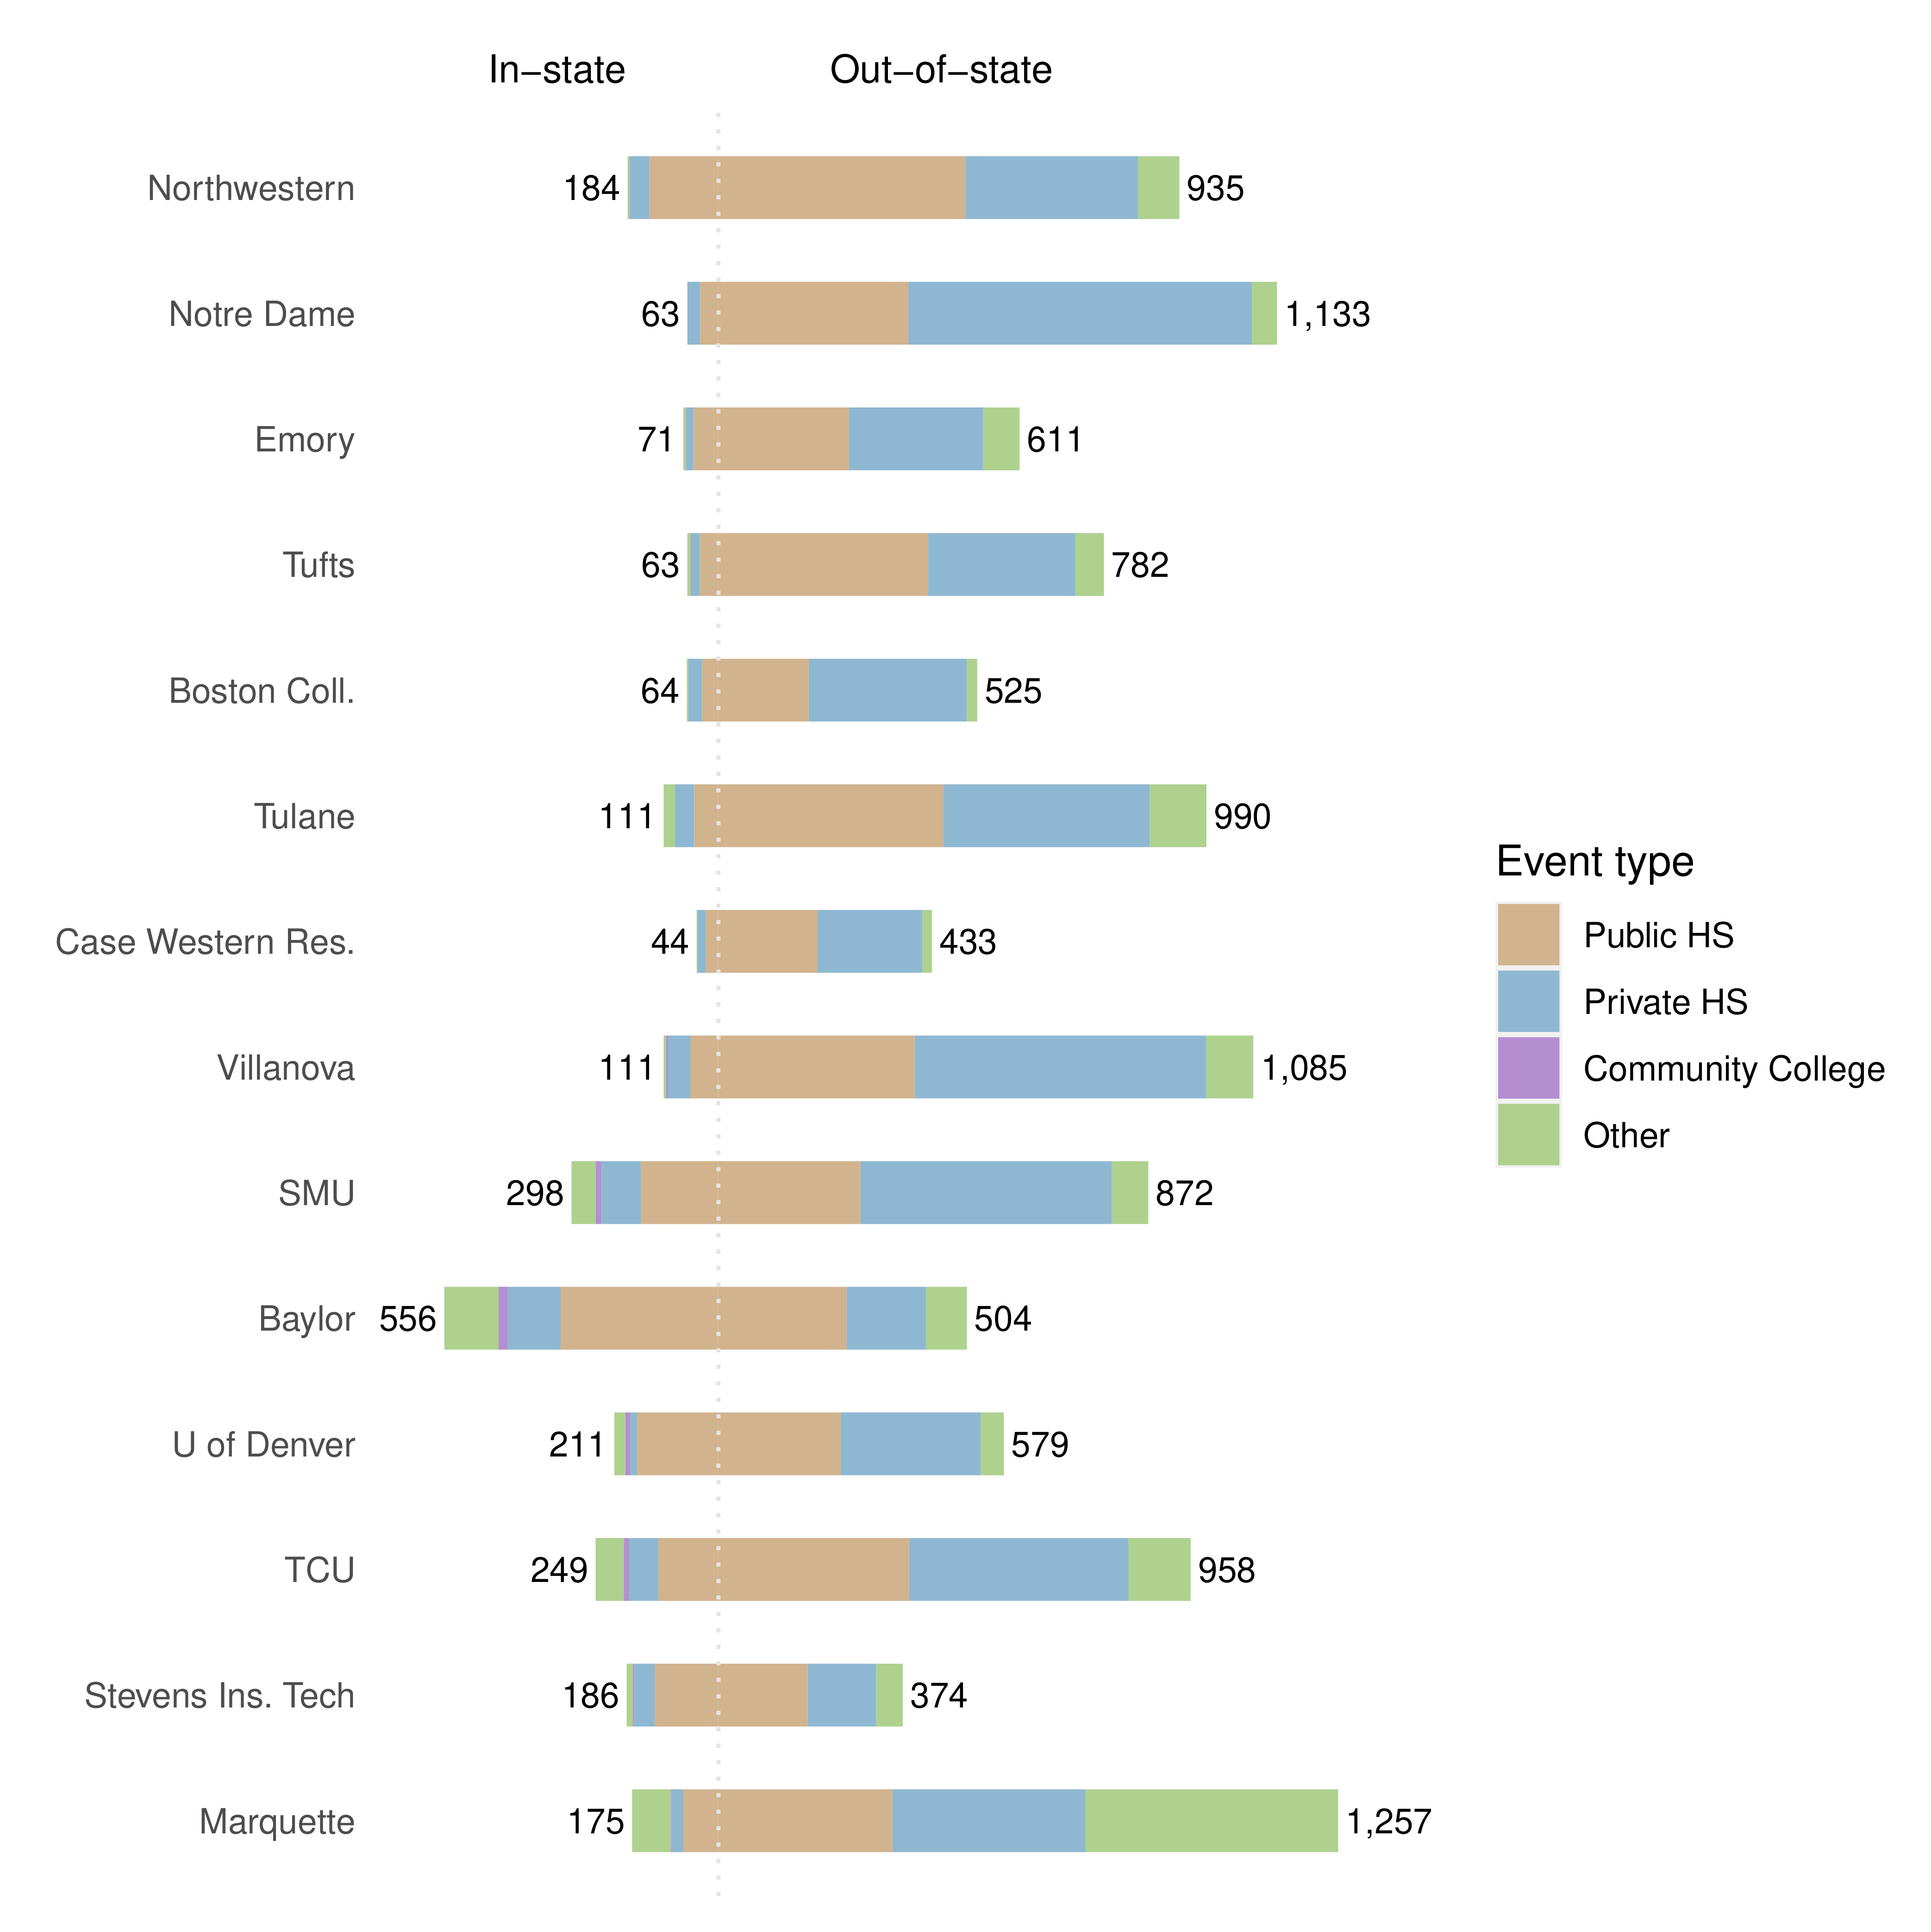 In−state Out−of−state
Northwestern 184 935
Notre Dame 63 1,133
Emory 71 611
Tufts 63 782
Boston Coll. 64 525
Tulane 111 990
Case Western Res. 44 433
Villanova 111 1,085
SMU 298 872
Baylor 556 504
U of Denver 211 579
TCU 249 958
Stevens Ins. Tech 186 374
Marquette 175 1,257
Event type
Public HS
Private HS
Community College
Other